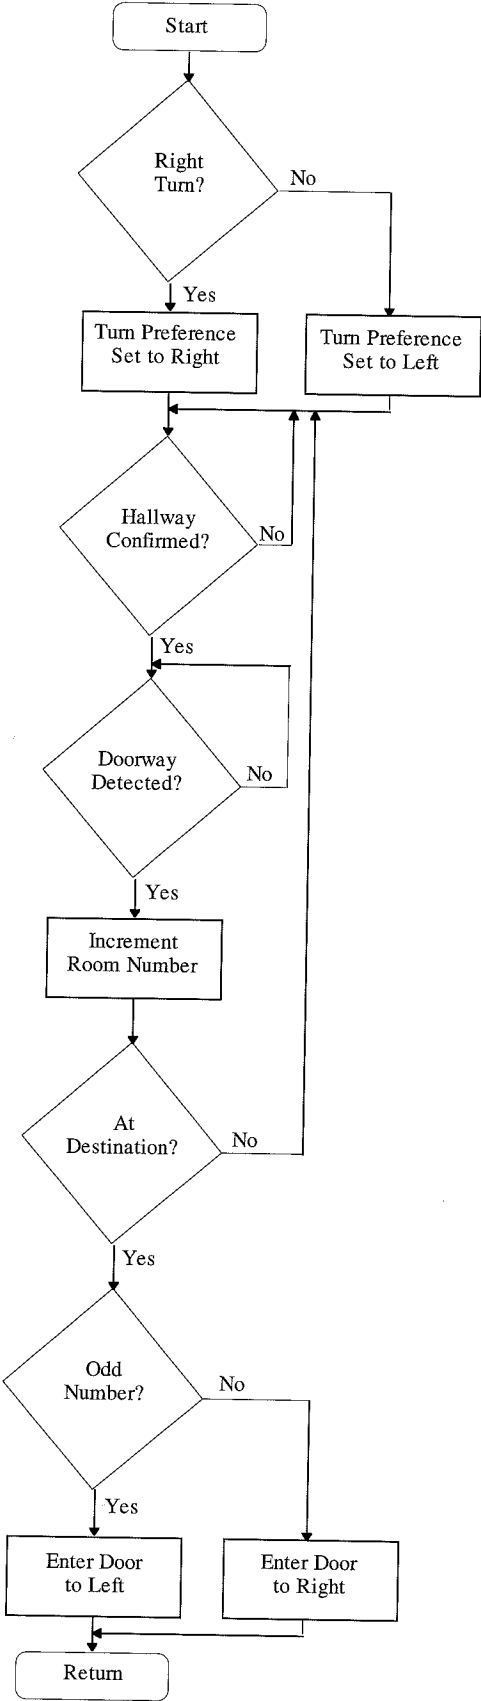 Start
Right
Turn?
No
Yes
Turn Preference
Set to Right
Turn Preference
Set to Left
Hallway
Confirmed?
No
Yes
Doorway
Detected?
No
Yes
Increment
Room Number
At
Destination?
No
Yes
Odd
Number?
No
Yes
Enter Door
to Left
Enter Door
to Right
Return